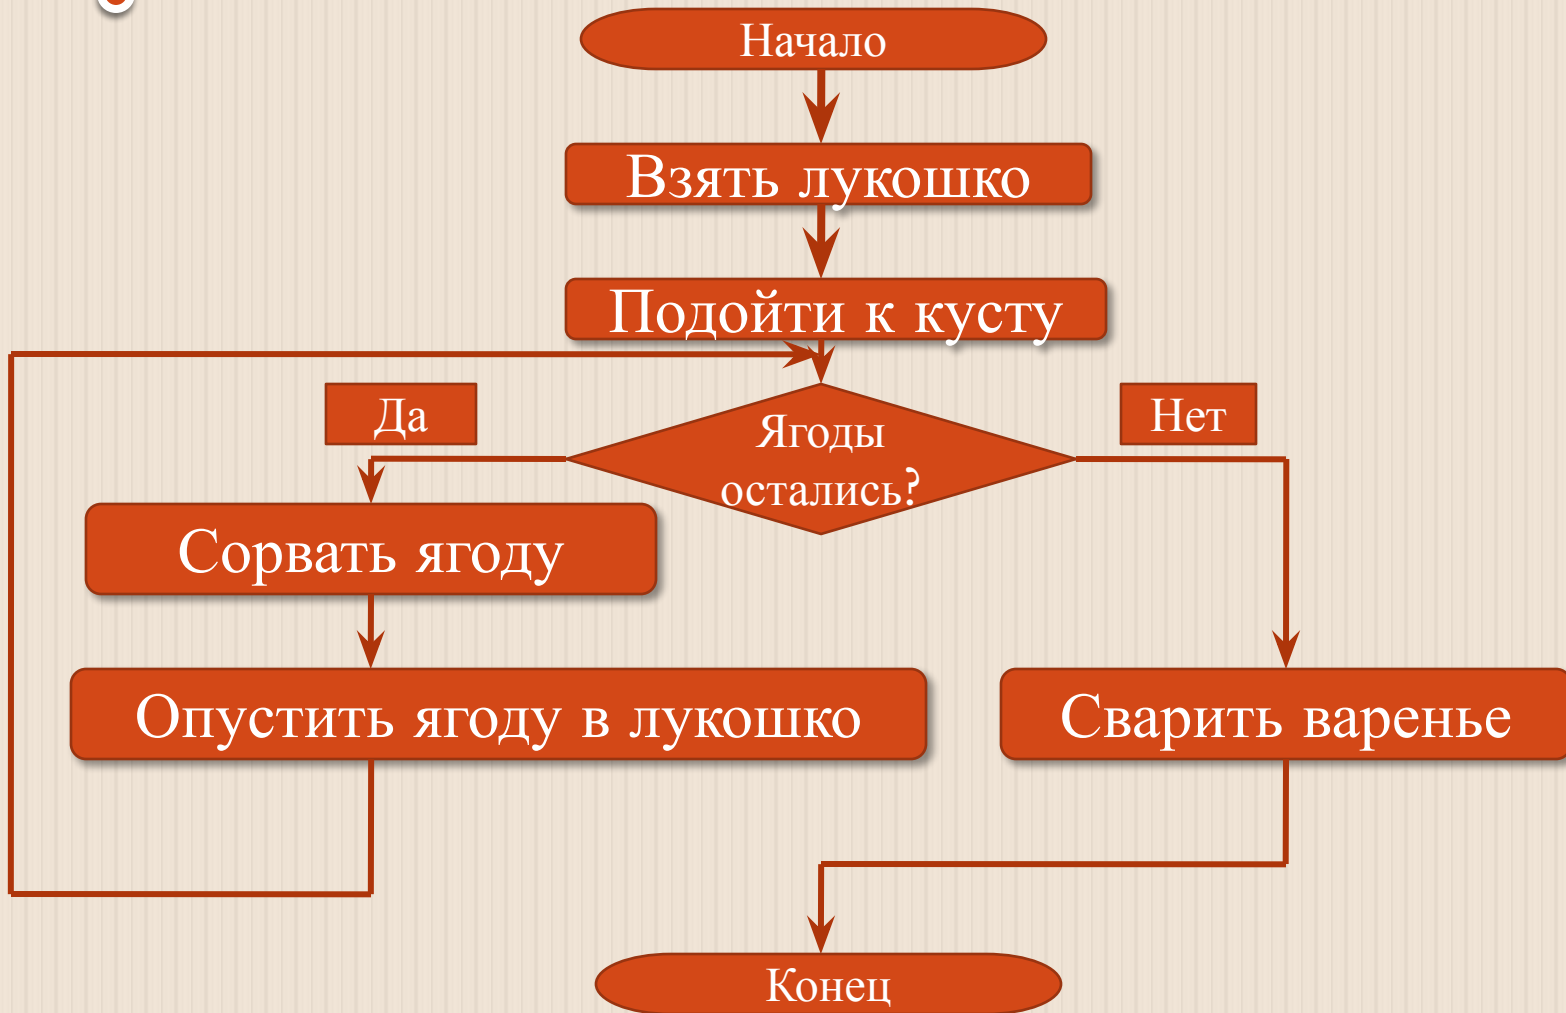 Начало
Взять лукошко
Подойти к кусту
Да
Ягоды
остались?
Нет
Сорвать ягоду
Опустить ягоду в лукошко
Сварить варенье
Конец